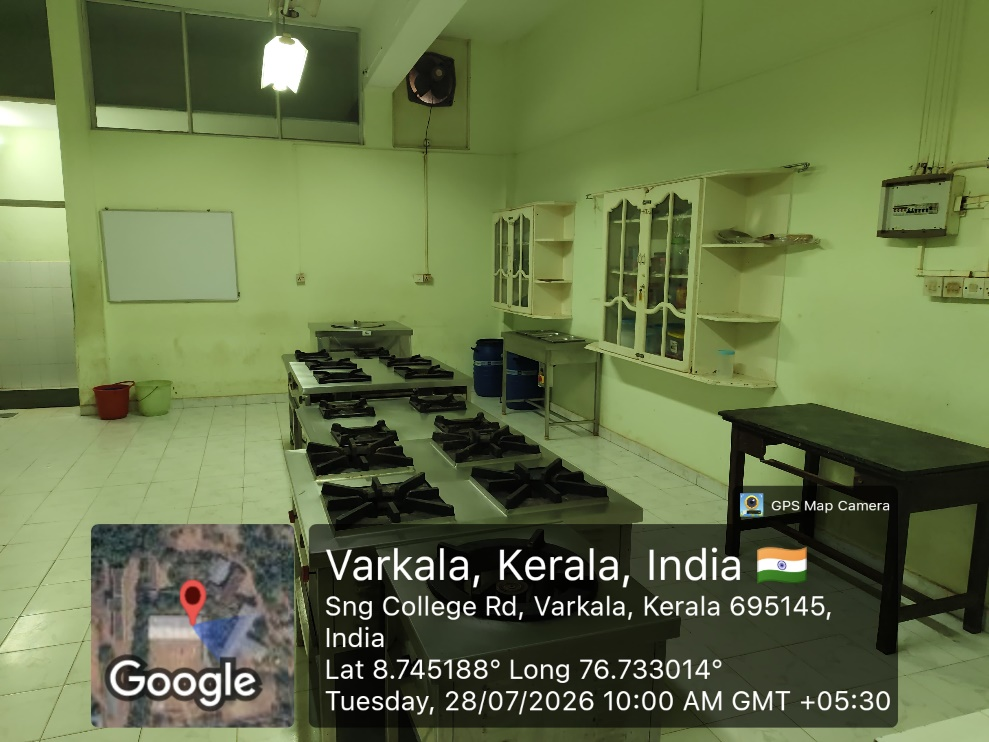 GPS Map Camera
Varkala, Kerala, India 🇮🇳
Sng College Rd, Varkala, Kerala 695145,
India
Lat 8.745188° Long 76.733014°
Tuesday, 28/07/2026 10:00 AM GMT +05:30
Google